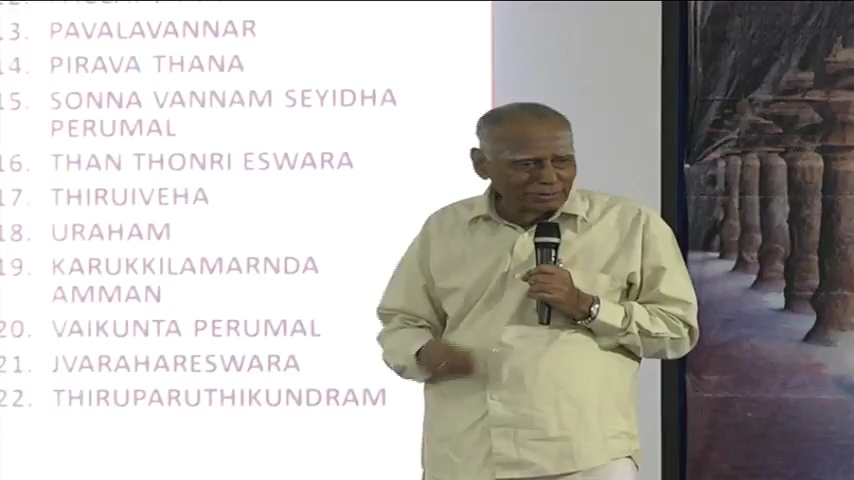 13. PAVALAVANNAR
14. PIRAVA THANA
15. SONNA VANNAM SEYIDHA
PERUMAL
16. THAN THONRI ESWARA
17. THIRUIVEHA
18. URAHAM
19. KARUKKILAMARNDA
AMMAN
20. VAIKUNTA PERUMAL
21. JVARAHARESWARA
22. THIRUPARUTHIKUNDRAM